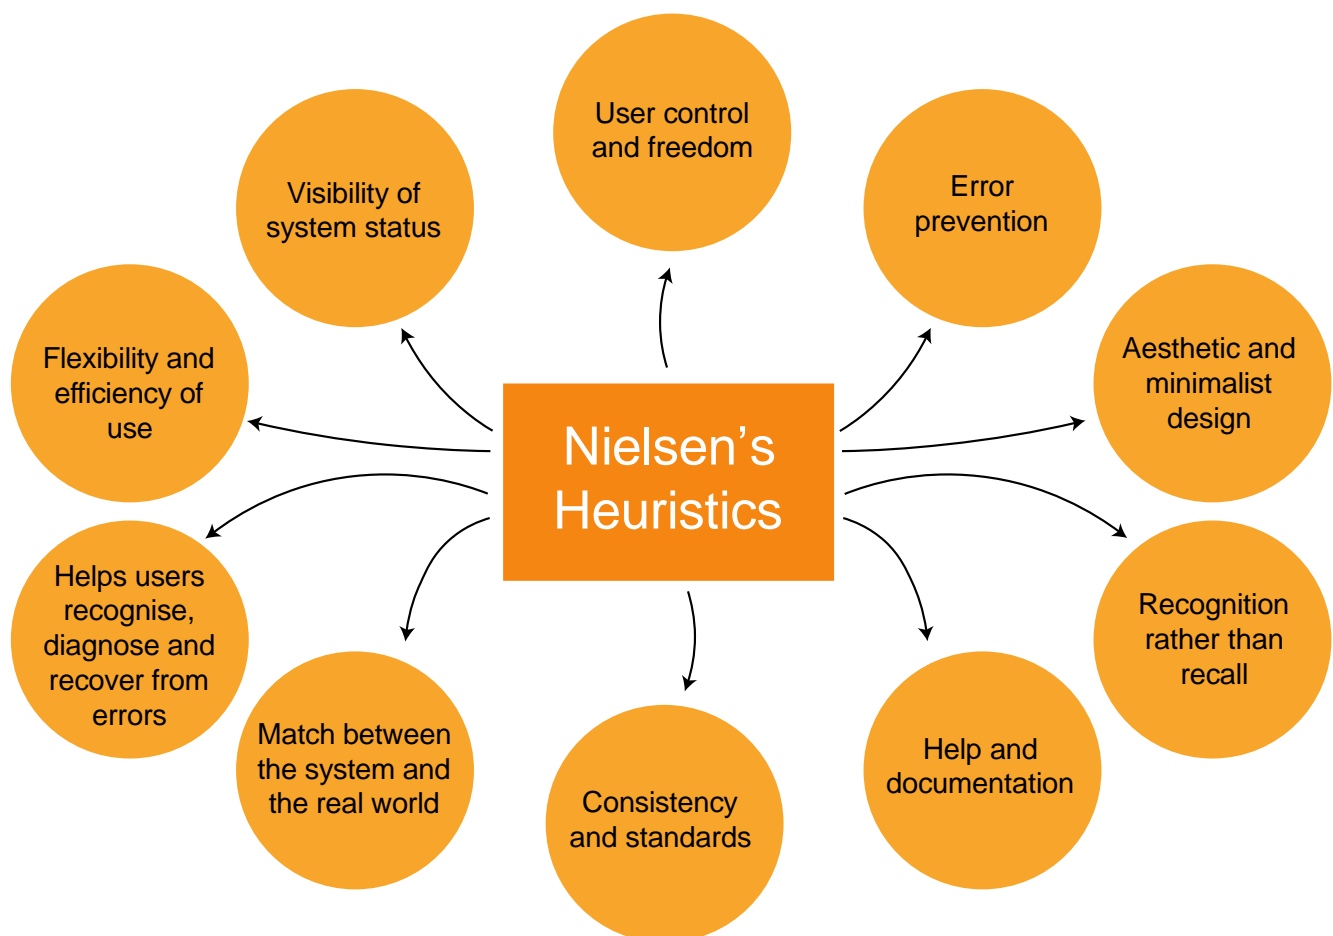 User control
and freedom
Visibility of
system status
Error
prevention
Flexibility and
efficiency of
use
Aesthetic and
minimalist
design
Nielsen’s
Heuristics
Helps users
recognise,
diagnose and
recover from
errors
Recognition
rather than
recall
Match between
the system and
the real world
Help and
documentation
Consistency
and standards